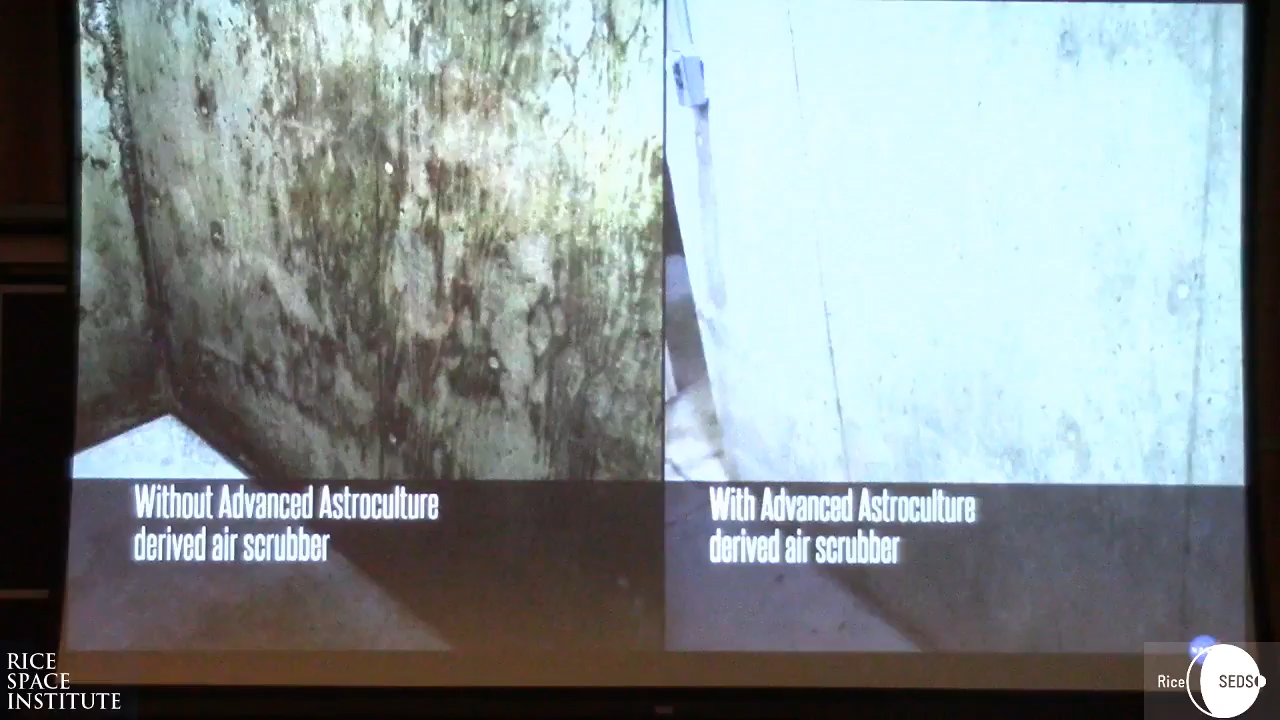 Without Advanced Astroculture
derived air scrubber
With Advanced Astroculture
derived air scrubber
RICE
SPACE
INSTITUTE
Rice
SEDS